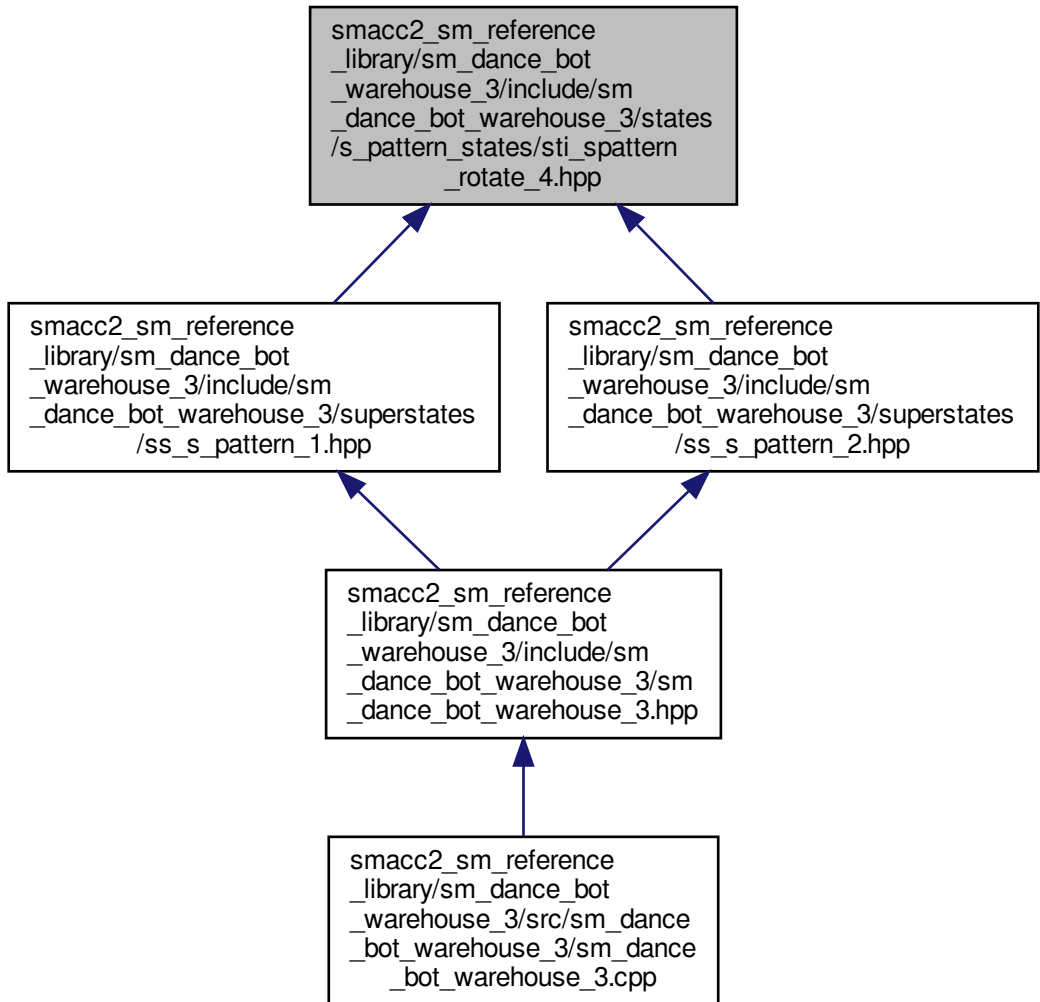 smacc2_sm_reference
_library/sm_dance_bot
_warehouse_3/include/sm
_dance_bot_warehouse_3/states
/s_pattern_states/sti_spattern
_rotate_4.hpp
smacc2_sm_reference
_library/sm_dance_bot
_warehouse_3/include/sm
_dance_bot_warehouse_3/superstates
/ss_s_pattern_1.hpp
smacc2_sm_reference
_library/sm_dance_bot
_warehouse_3/include/sm
_dance_bot_warehouse_3/superstates
/ss_s_pattern_2.hpp
smacc2_sm_reference
_library/sm_dance_bot
_warehouse_3/include/sm
_dance_bot_warehouse_3/sm
_dance_bot_warehouse_3.hpp
smacc2_sm_reference
_library/sm_dance_bot
_warehouse_3/src/sm_dance
_bot_warehouse_3/sm_dance
_bot_warehouse_3.cpp